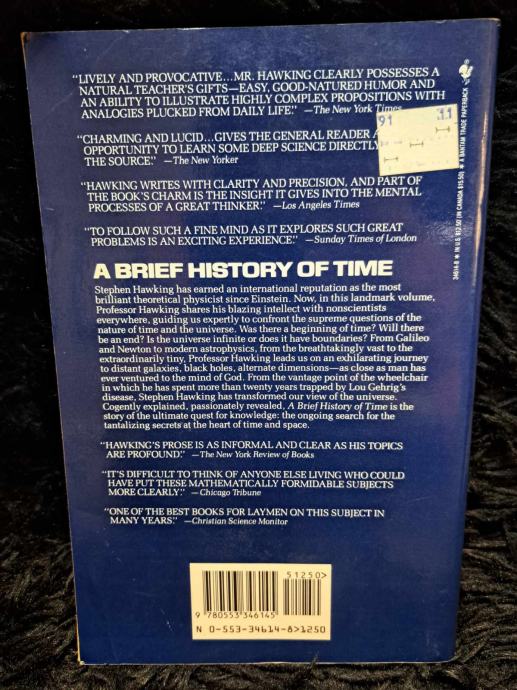 "LIVELY AND PROVOCATIVE...MR. HAWKING CLEARLY POSSESSES A
NATURAL TEACHER'S GIFTS—EASY, GOOD-NATURED HUMOR AND
AN ABILITY TO ILLUSTRATE HIGHLY COMPLEX PROPOSITIONS WITH
ANALOGIES PLUCKED FROM DAILY LIFE." —The New York Times
"CHARMING AND LUCID...GIVES THE GENERAL READER A
OPPORTUNITY TO LEARN SOME DEEP SCIENCE DIRECTLY
THE SOURCE." —The New Yorker
91 .11
"HAWKING WRITES WITH CLARITY AND PRECISION, AND PART OF
THE BOOK'S CHARM IS THE INSIGHT IT GIVES INTO THE MENTAL
PROCESSES OF A GREAT THINKER." —Los Angeles Times
"TO FOLLOW SUCH A FINE MIND AS IT EXPLORES SUCH GREAT
PROBLEMS IS AN EXCITING EXPERIENCE." —Sunday Times of London
A BRIEF HISTORY OF TIME
Stephen Hawking has earned an international reputation as the most
brilliant theoretical physicist since Einstein. Now, in this landmark volume,
Professor Hawking shares his blazing intellect with nonscientists
everywhere, guiding us expertly to confront the supreme questions of the
nature of time and the universe. Was there a beginning of time? Will there
be an end? Is the universe infinite or does it have boundaries? From Galileo
and Newton to modern astrophysics, from the breathtakingly vast to the
extraordinarily tiny, Professor Hawking leads us on an exhilarating journey
to distant galaxies, black holes, alternate dimensions—as close as man has
ever ventured to the mind of God. From the vantage point of the wheelchair
in which he has spent more than twenty years trapped by Lou Gehrig's
disease, Stephen Hawking has transformed our view of the universe.
Cogently explained, passionately revealed, A Brief History of Time is the
story of the ultimate quest for knowledge: the ongoing search for the
tantalizing secrets at the heart of time and space.
"HAWKING'S PROSE IS AS INFORMAL AND CLEAR AS HIS TOPICS
ARE PROFOUND." —The New York Review of Books
"IT'S DIFFICULT TO THINK OF ANYONE ELSE LIVING WHO COULD
HAVE PUT THESE MATHEMATICALLY FORMIDABLE SUBJECTS
MORE CLEARLY." —Chicago Tribune
"ONE OF THE BEST BOOKS FOR LAYMEN ON THIS SUBJECT IN
MANY YEARS." —Christian Science Monitor
34614-8 ★ IN U.S. $12.50 (IN CANADA $15.50) ★ A BANTAM TRADE PAPERBACK
51250>
9 780553 346145
N 0-553-34614-8>1250